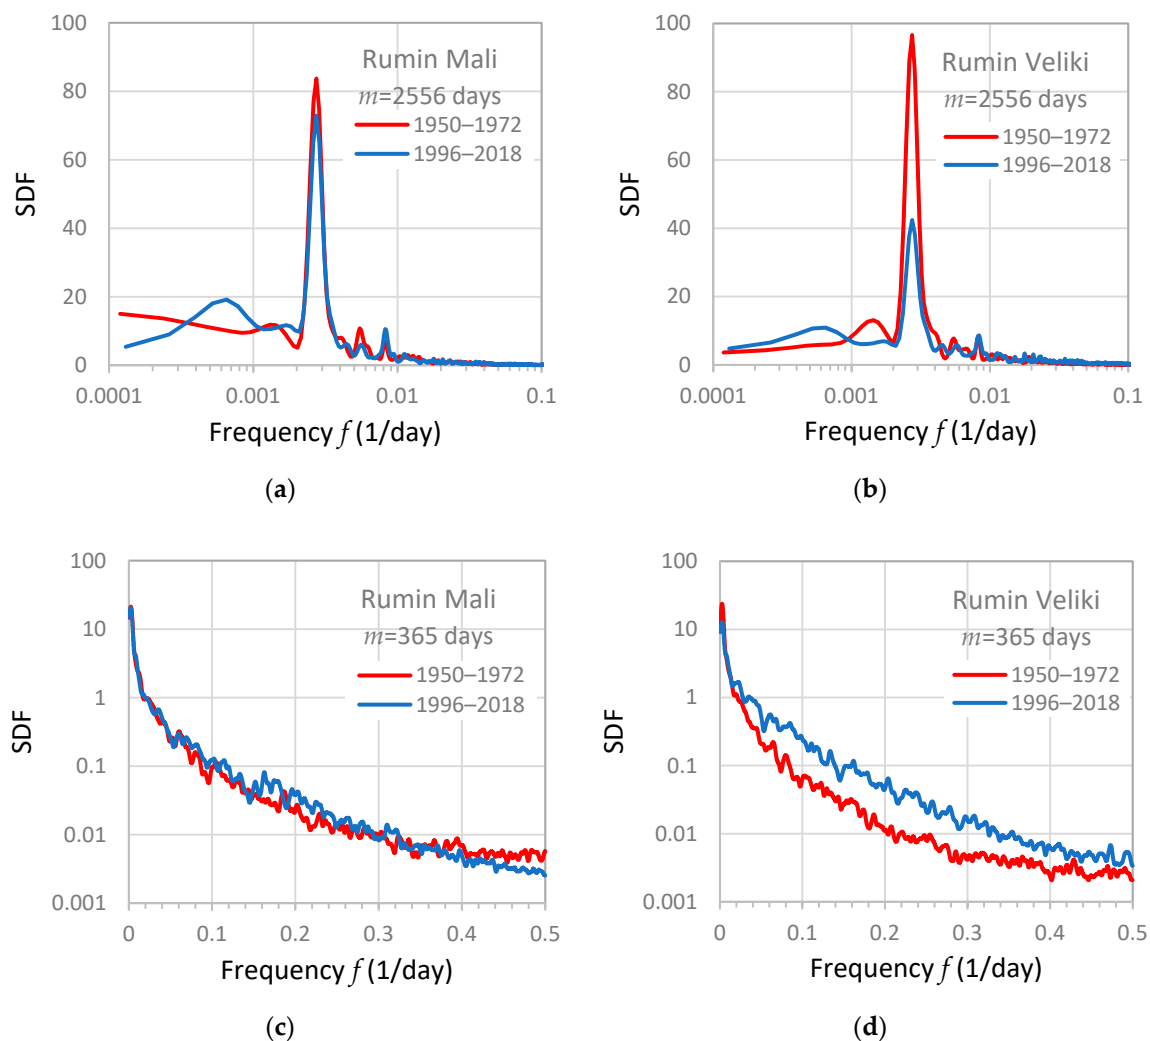 100
80
60
40
20
0
SDF
Rumin Mali
m=2556 days
1950–1972
1996–2018
0.0001 0.001 0.01 0.1
Frequency f (1/day)
(a)
100
80
60
40
20
0
SDF
Rumin Veliki
m=2556 days
1950–1972
1996–2018
0.0001 0.001 0.01 0.1
Frequency f (1/day)
(b)
100
10
1
0.1
0.01
0.001
SDF
Rumin Mali
m=365 days
1950–1972
1996–2018
0 0.1 0.2 0.3 0.4 0.5
Frequency f (1/day)
(c)
100
10
1
0.1
0.01
0.001
SDF
Rumin Veliki
m=365 days
1950–1972
1996–2018
0 0.1 0.2 0.3 0.4 0.5
Frequency f (1/day)
(d)